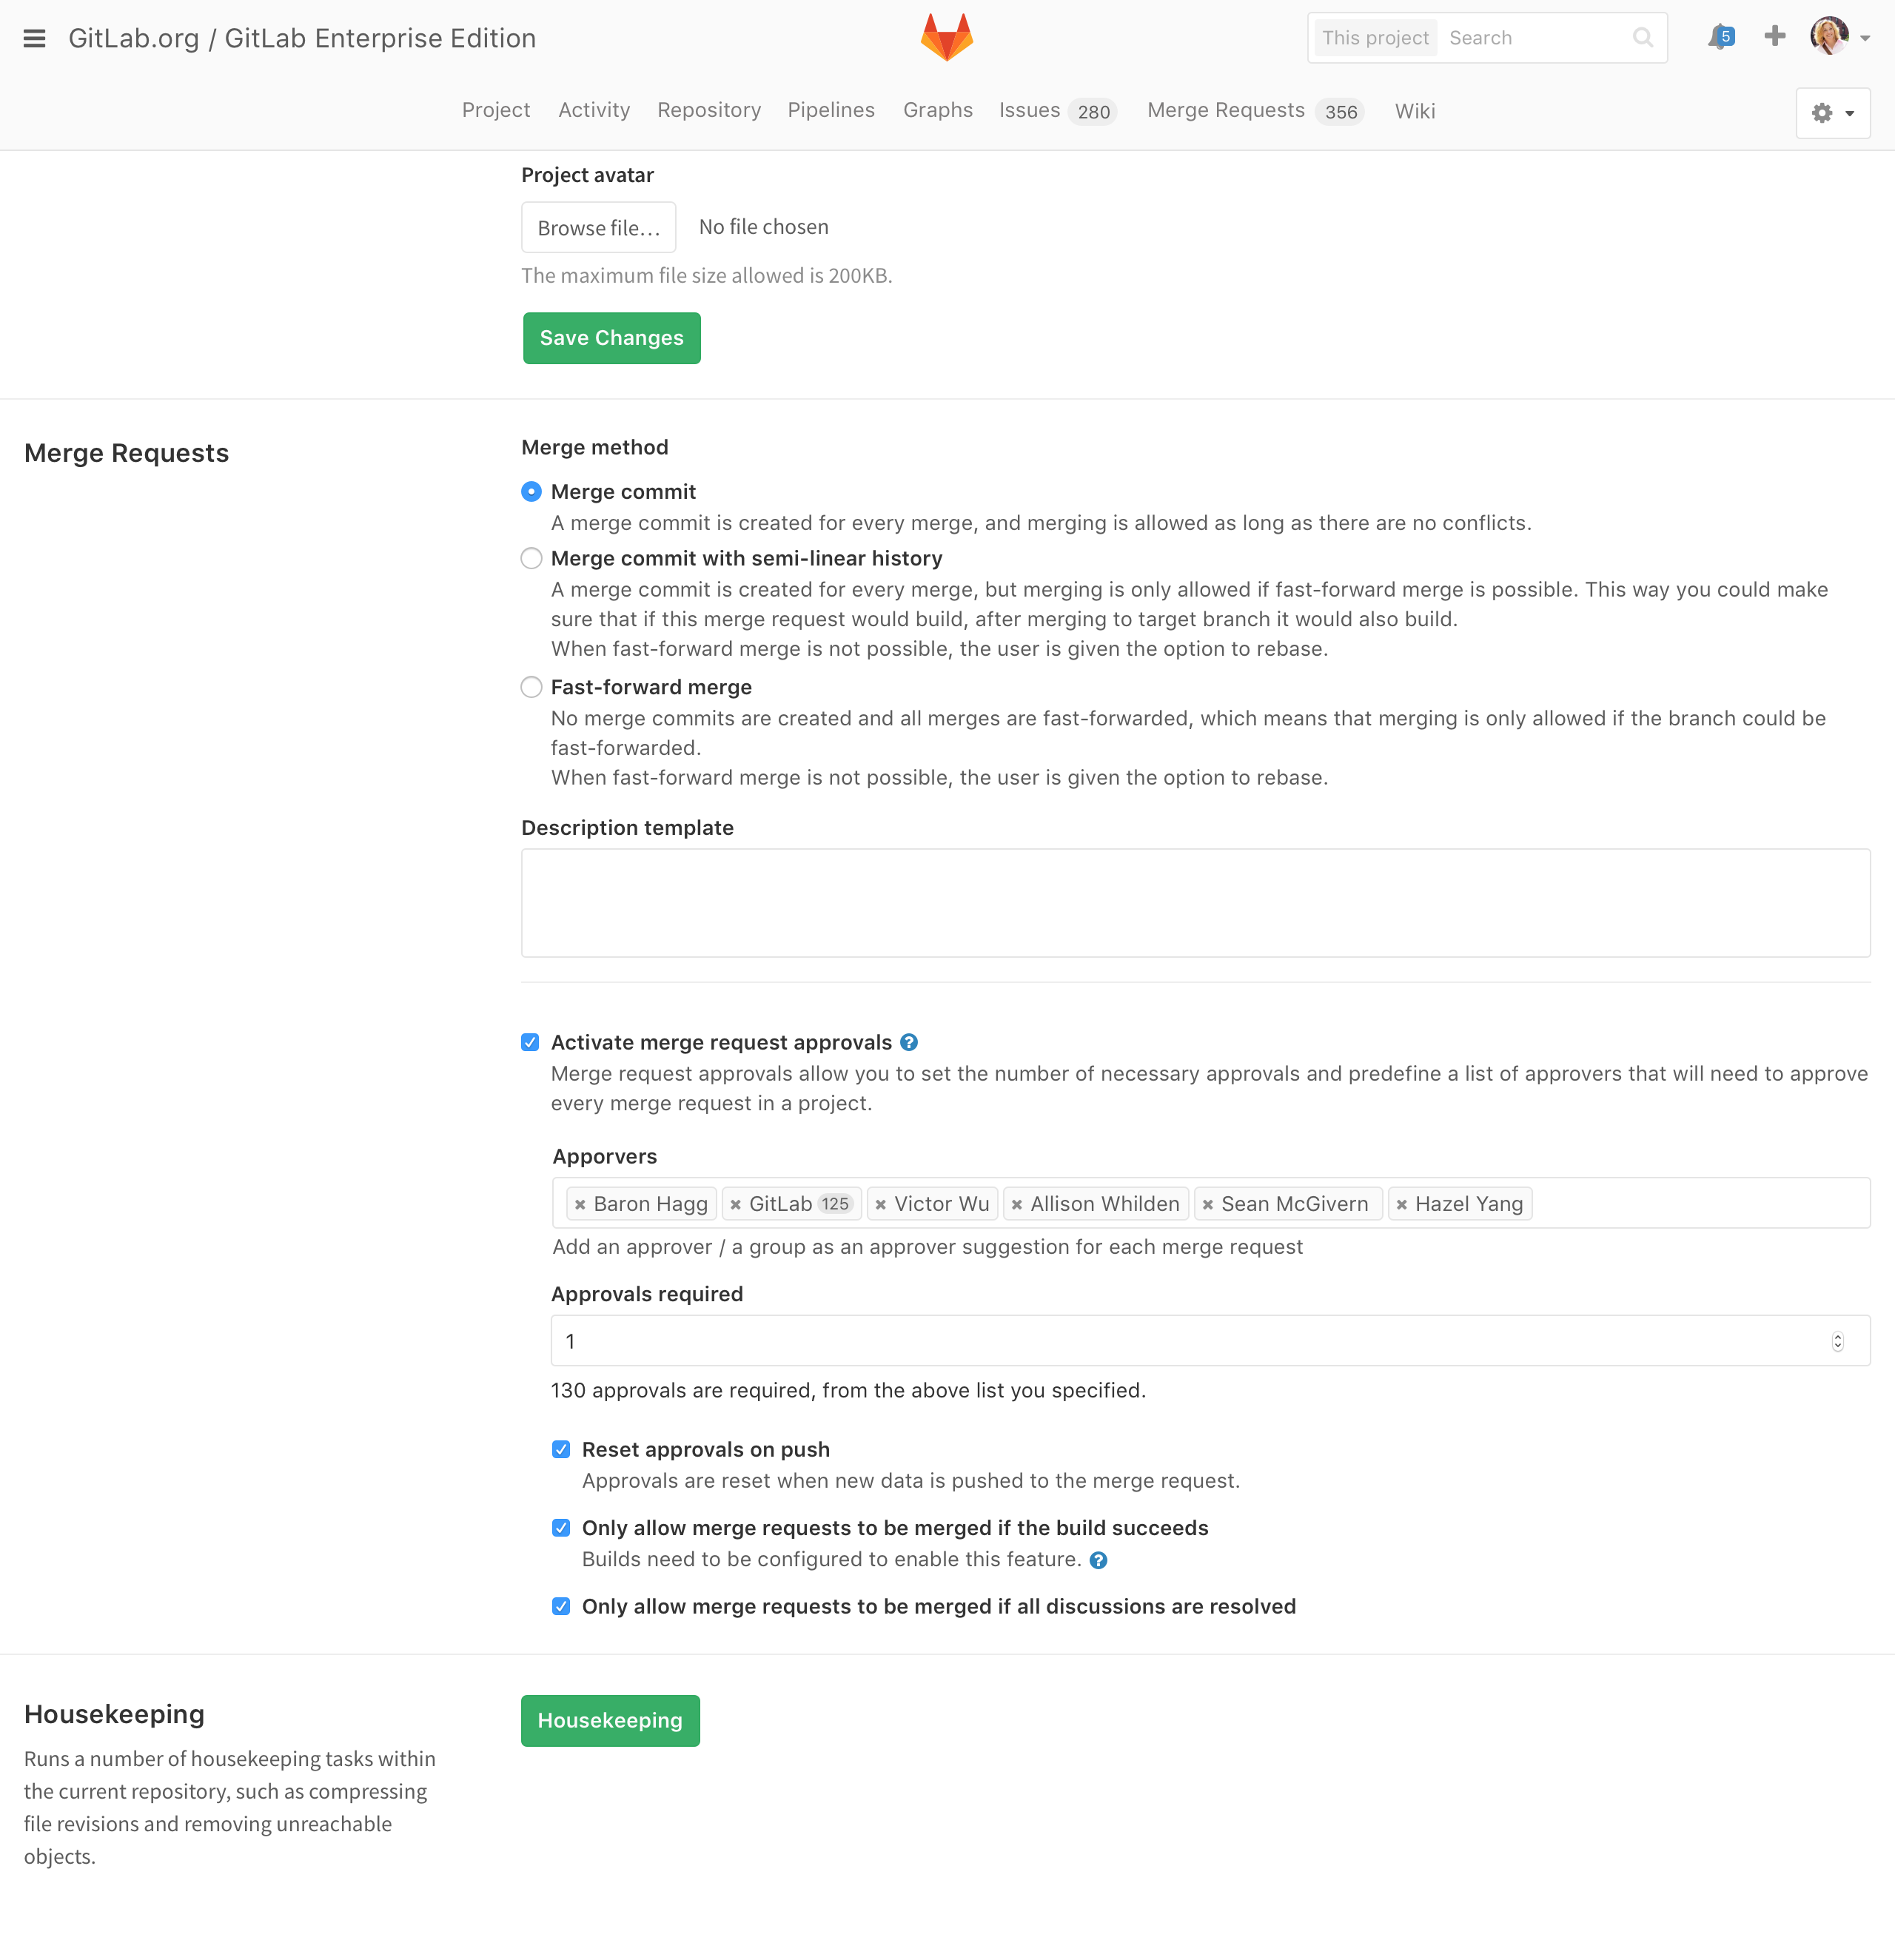 GitLab.org / GitLab Enterprise Edition
This project Search
5
Project Activity Repository Pipelines Graphs Issues 280 Merge Requests 356 Wiki
Project avatar
Browse file... No file chosen
The maximum file size allowed is 200KB.
Save Changes
Merge Requests
Merge method
Merge commit
A merge commit is created for every merge, and merging is allowed as long as there are no conflicts.
Merge commit with semi-linear history
A merge commit is created for every merge, but merging is only allowed if fast-forward merge is possible. This way you could make
sure that if this merge request would build, after merging to target branch it would also build.
When fast-forward merge is not possible, the user is given the option to rebase.
Fast-forward merge
No merge commits are created and all merges are fast-forwarded, which means that merging is only allowed if the branch could be
fast-forwarded.
When fast-forward merge is not possible, the user is given the option to rebase.
Description template
Activate merge request approvals ?
Merge request approvals allow you to set the number of necessary approvals and predefine a list of approvers that will need to approve
every merge request in a project.
Apporvers
× Baron Hagg × GitLab 125 × Victor Wu × Allison Whilden × Sean McGivern × Hazel Yang
Add an approver / a group as an approver suggestion for each merge request
Approvals required
1
130 approvals are required, from the above list you specified.
Reset approvals on push
Approvals are reset when new data is pushed to the merge request.
Only allow merge requests to be merged if the build succeeds
Builds need to be configured to enable this feature. ?
Only allow merge requests to be merged if all discussions are resolved
Housekeeping
Runs a number of housekeeping tasks within
the current repository, such as compressing
file revisions and removing unreachable
objects.
Housekeeping